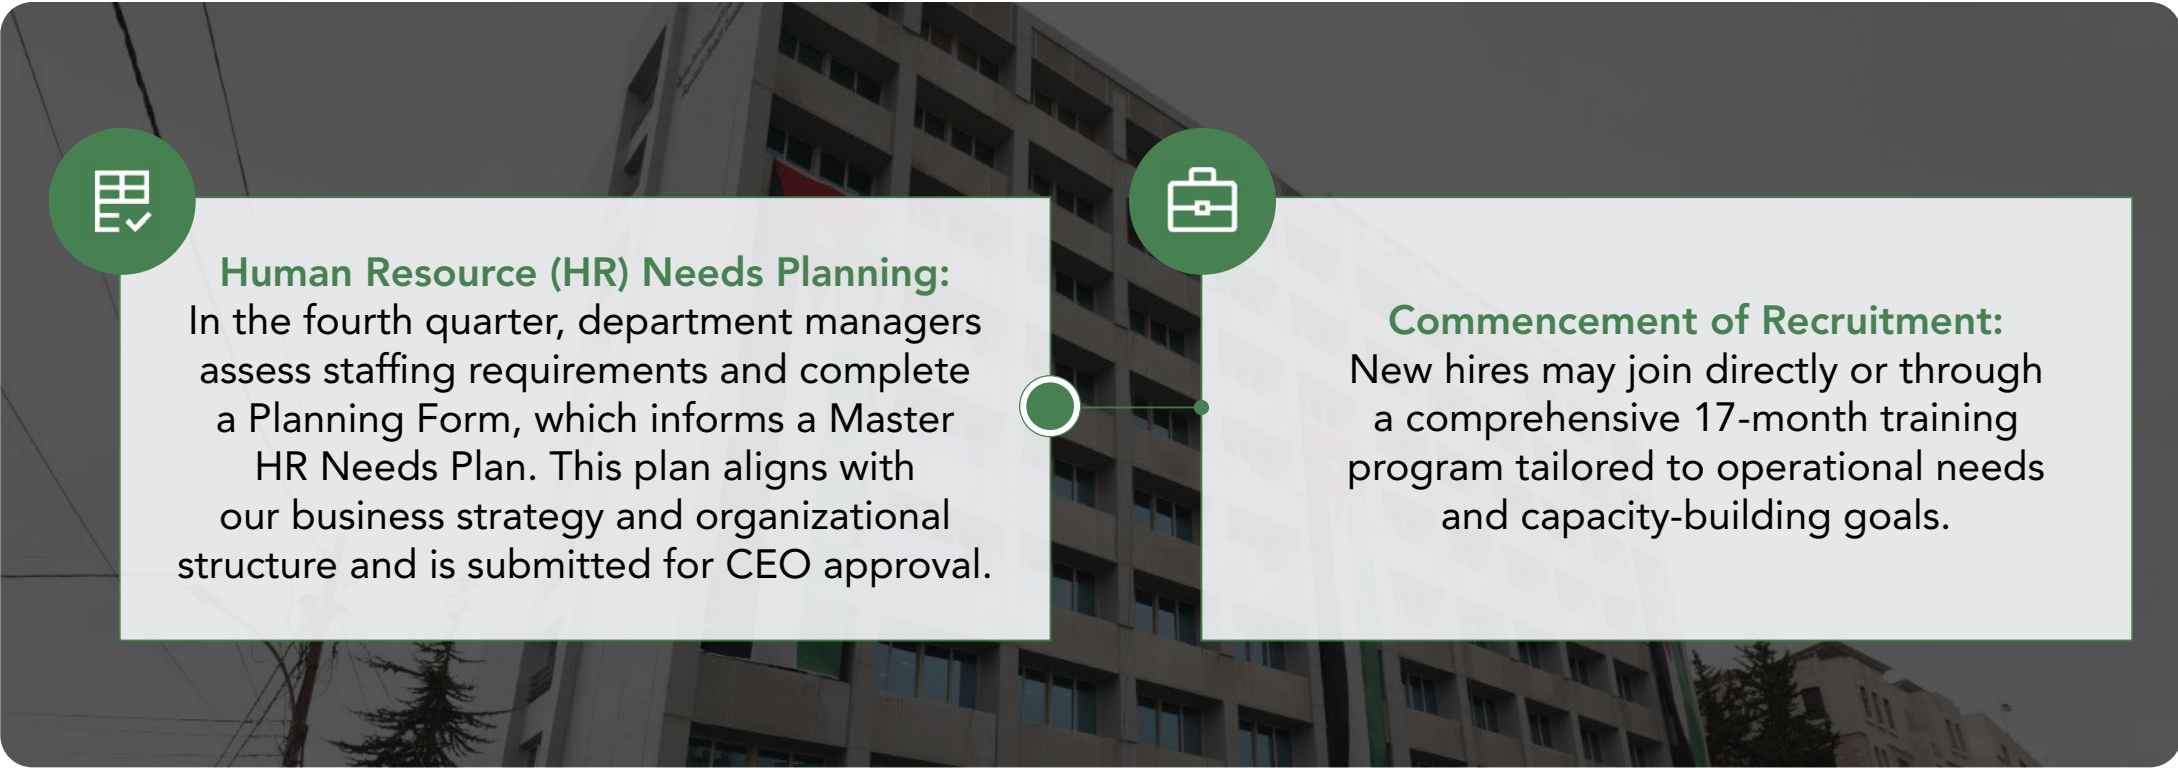 Human Resource (HR) Needs Planning:
In the fourth quarter, department managers
assess staffing requirements and complete
a Planning Form, which informs a Master
HR Needs Plan. This plan aligns with
our business strategy and organizational
structure and is submitted for CEO approval.
Commencement of Recruitment:
New hires may join directly or through
a comprehensive 17-month training
program tailored to operational needs
and capacity-building goals.